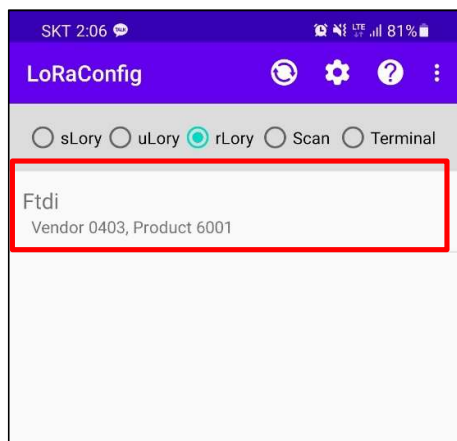 SKT 2:06 81%
LoRaConfig
sLory uLory rLory Scan Terminal
Ftdi
Vendor 0403, Product 6001